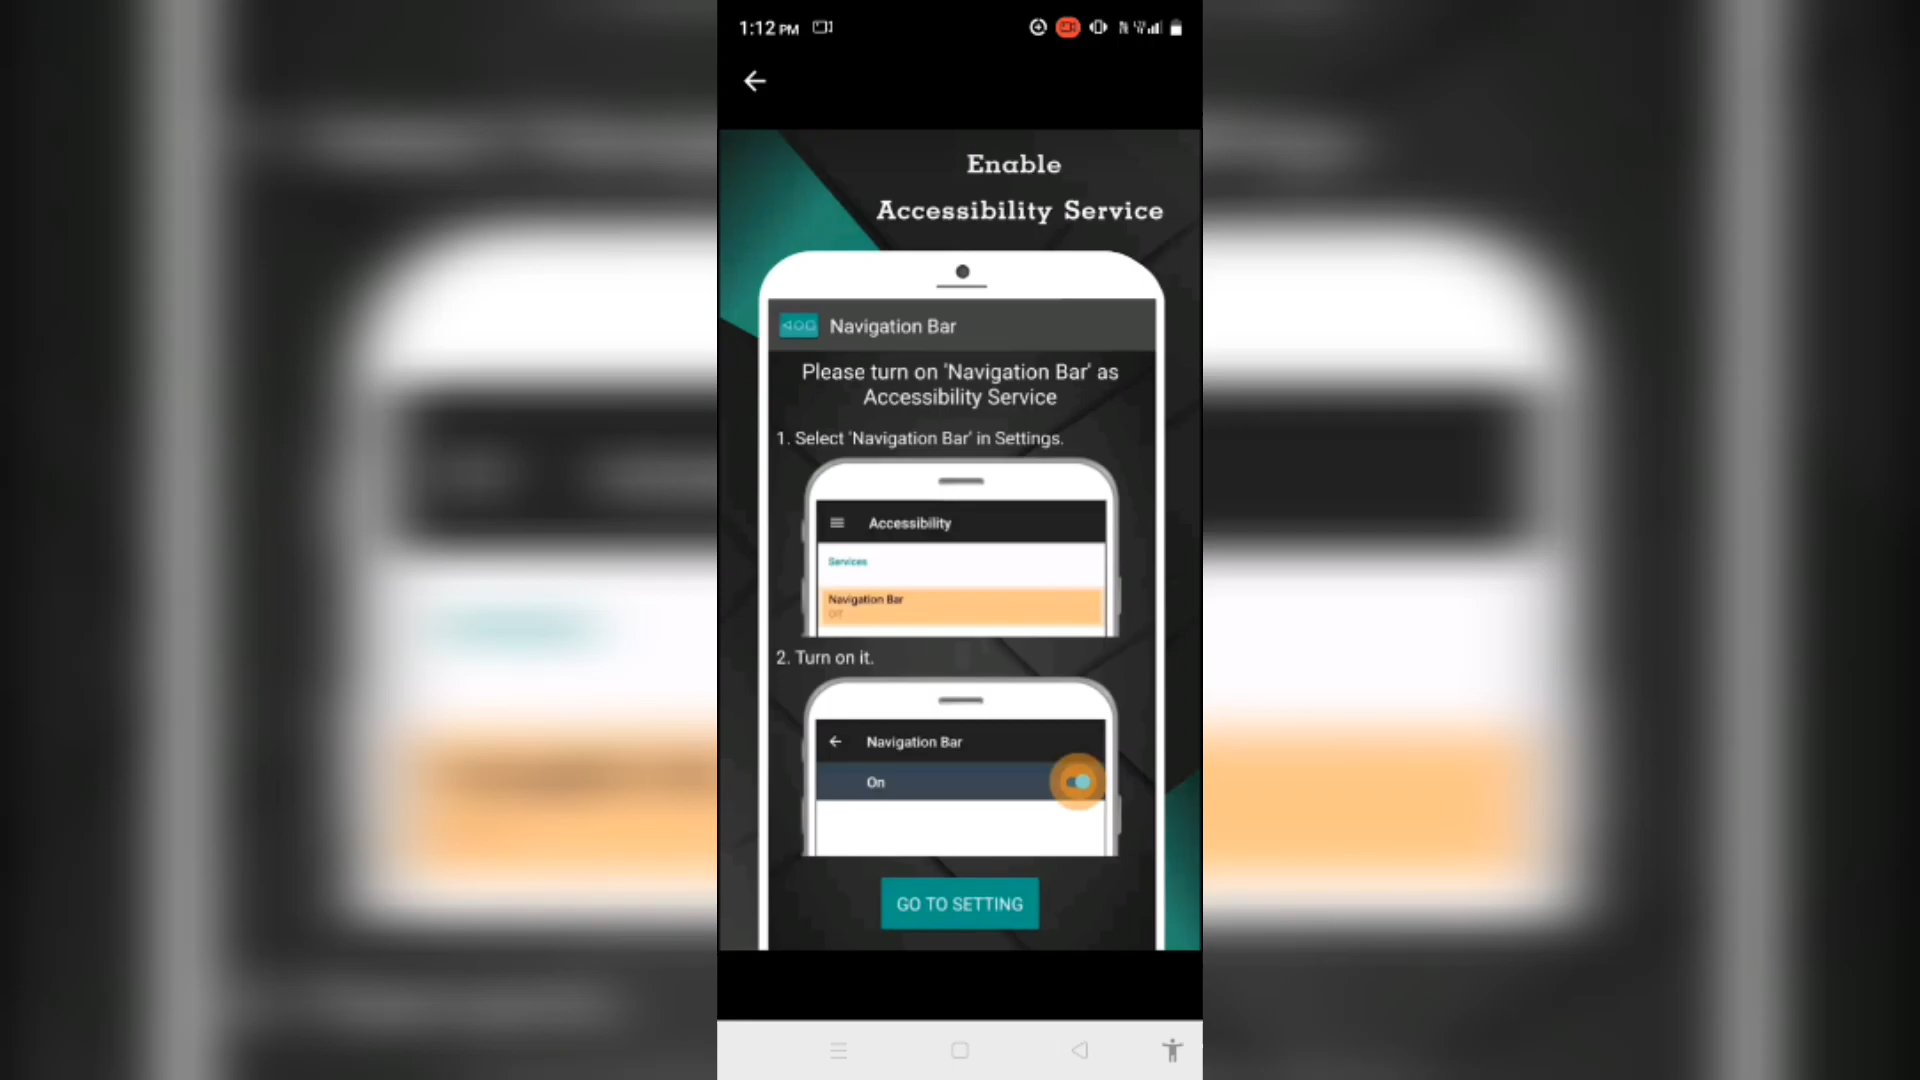 1:12 PM
Enable
Accessibility Service
Navigation Bar
Please turn on 'Navigation Bar' as
Accessibility Service
1. Select 'Navigation Bar' in Settings.
Accessibility
Services
Navigation Bar
Off
2. Turn on it.
Navigation Bar
On
GO TO SETTING